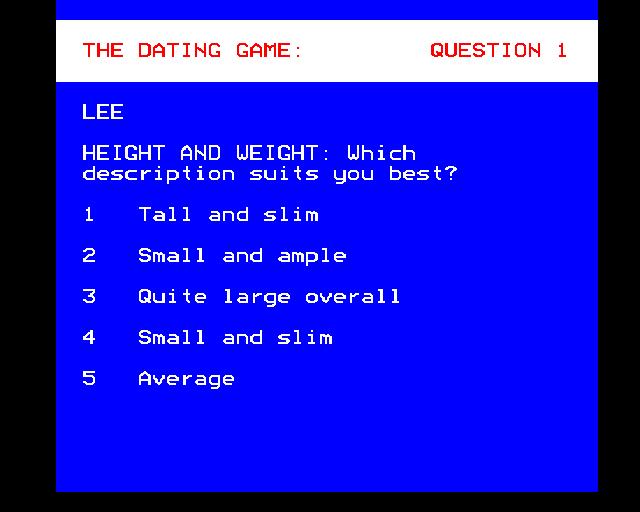 THE DATING GAME: QUESTION 1
LEE
HEIGHT AND WEIGHT: Which
description suits you best?
1 Tall and slim
2 Small and ample
3 Quite large overall
4 Small and slim
5 Average